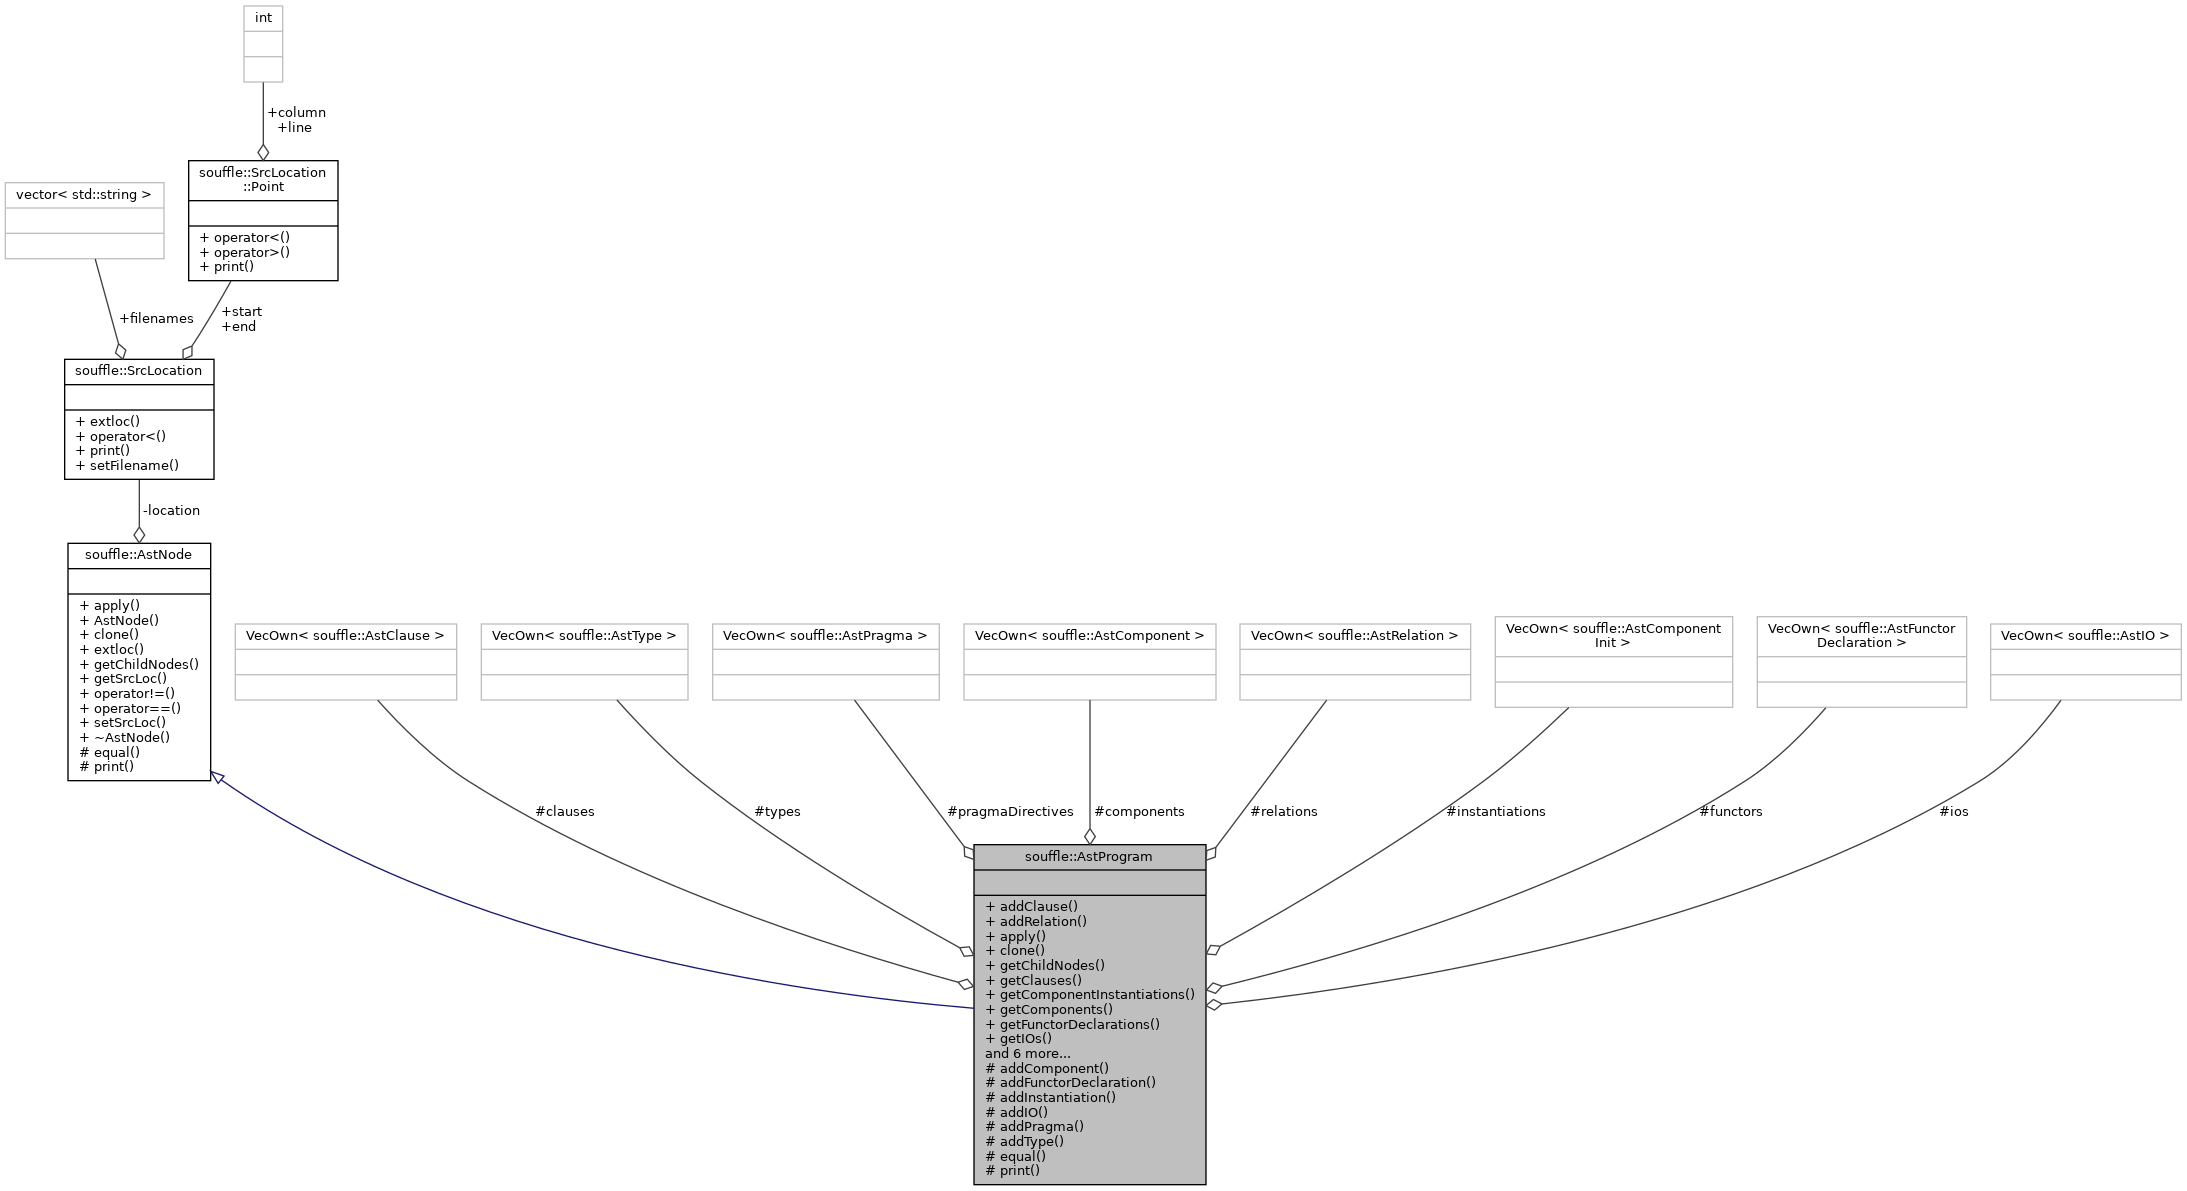 int
+column
+line
souffle::SrcLocation
::Point
+ operator<()
+ operator>()
+ print()
vector< std::string >
+filenames
+start
+end
souffle::SrcLocation
+ extloc()
+ operator<()
+ print()
+ setFilename()
-location
souffle::AstNode
+ apply()
+ AstNode()
+ clone()
+ extloc()
+ getChildNodes()
+ getSrcLoc()
+ operator!=()
+ operator==()
+ setSrcLoc()
+ ~AstNode()
# equal()
# print()
VecOwn< souffle::AstClause >
VecOwn< souffle::AstType >
VecOwn< souffle::AstPragma >
VecOwn< souffle::AstComponent >
VecOwn< souffle::AstRelation >
VecOwn< souffle::AstComponent
Init >
VecOwn< souffle::AstFunctor
Declaration >
VecOwn< souffle::AstIO >
#clauses
#types
#pragmaDirectives
#components
#relations
#instantiations
#functors
#ios
souffle::AstProgram
+ addClause()
+ addRelation()
+ apply()
+ clone()
+ getChildNodes()
+ getClauses()
+ getComponentInstantiations()
+ getComponents()
+ getFunctorDeclarations()
+ getIOs()
and 6 more...
# addComponent()
# addFunctorDeclaration()
# addInstantiation()
# addIO()
# addPragma()
# addType()
# equal()
# print()